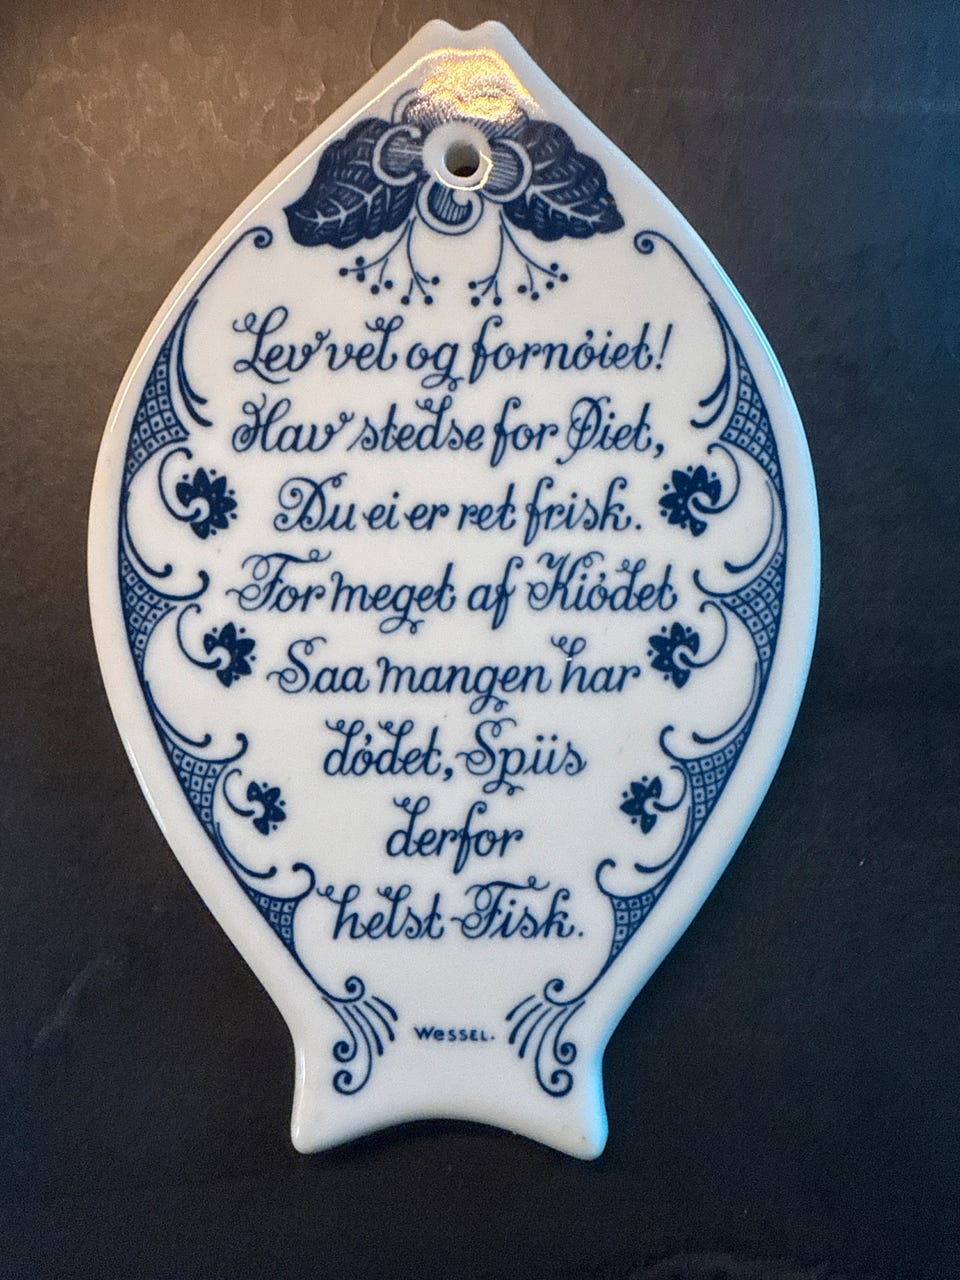 Lev vel og fornøiet!
Hav stedse for Øiet,
Du ei er ret frisk.
For meget af Kiødet
Saa mangen har
dødet, Spiis
derfor
helst Fisk.
WesseL.